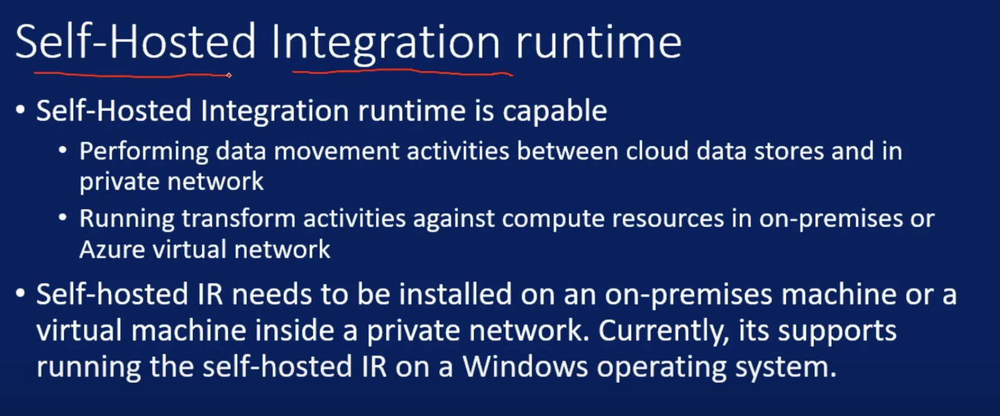 Self-Hosted Integration runtime
• Self-Hosted Integration runtime is capable
• Performing data movement activities between cloud data stores and in
private network
• Running transform activities against compute resources in on-premises or
Azure virtual network
• Self-hosted IR needs to be installed on an on-premises machine or a
virtual machine inside a private network. Currently, its supports
running the self-hosted IR on a Windows operating system.